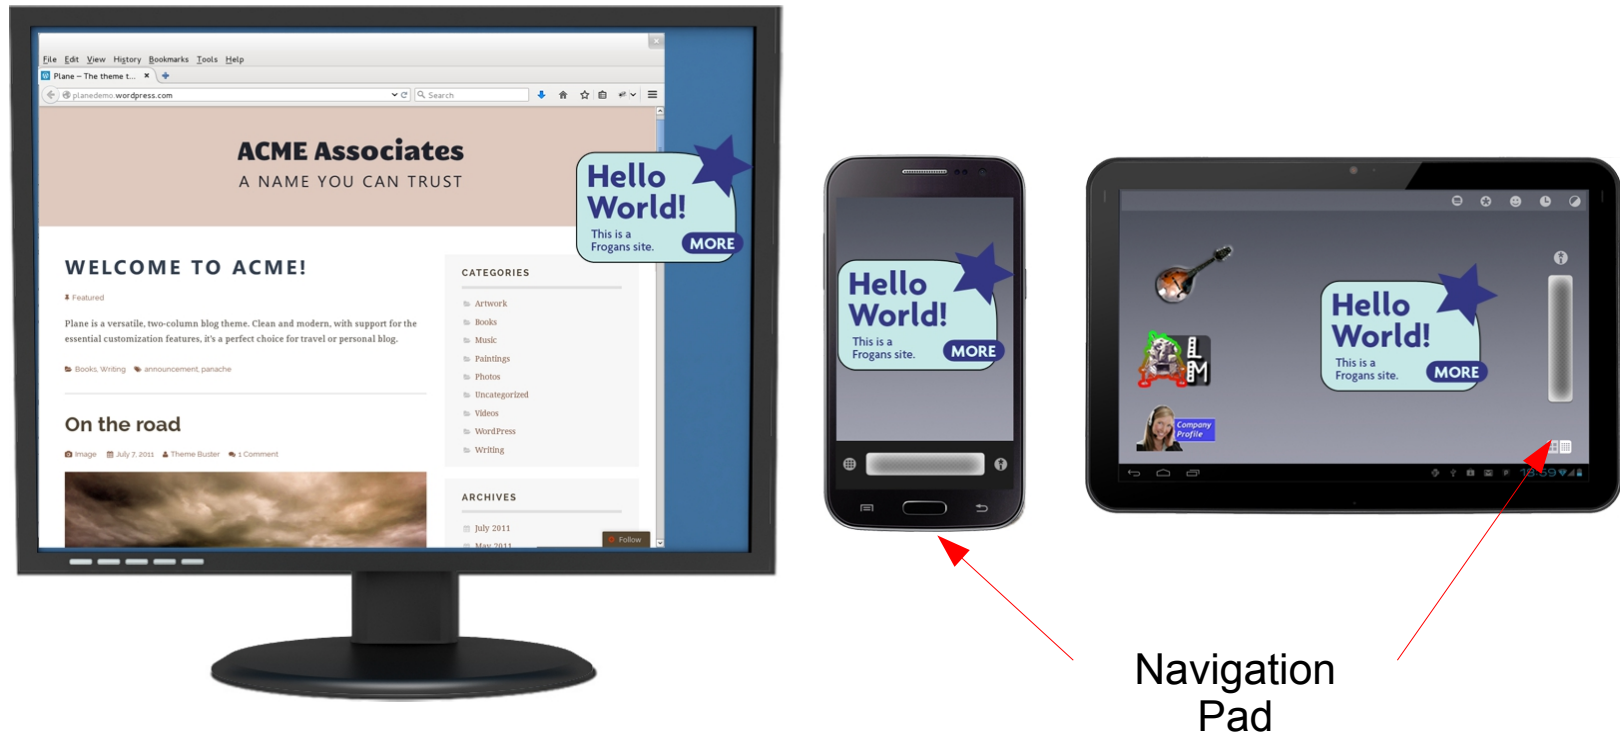 File Edit View History Bookmarks Tools Help
Plane – The theme t...
planedemo.wordpress.com
Search
ACME Associates
A NAME YOU CAN TRUST
Hello
World!
This is a
Frogans site.
MORE
WELCOME TO ACME!
Featured
Plane is a versatile, two-column blog theme. Clean and modern, with support for the
essential customization features, it's a perfect choice for travel or personal blog.
Books, Writing announcement, panache
On the road
Image July 7, 2011 Theme Buster 1 Comment
CATEGORIES
Artwork
Books
Music
Paintings
Photos
Uncategorized
Videos
WordPress
Writing
ARCHIVES
July 2011
May 2011
Follow
Hello
World!
This is a
Frogans site.
MORE
L
M
Company
Profile
Hello
World!
This is a
Frogans site.
MORE
18:59
Navigation
Pad